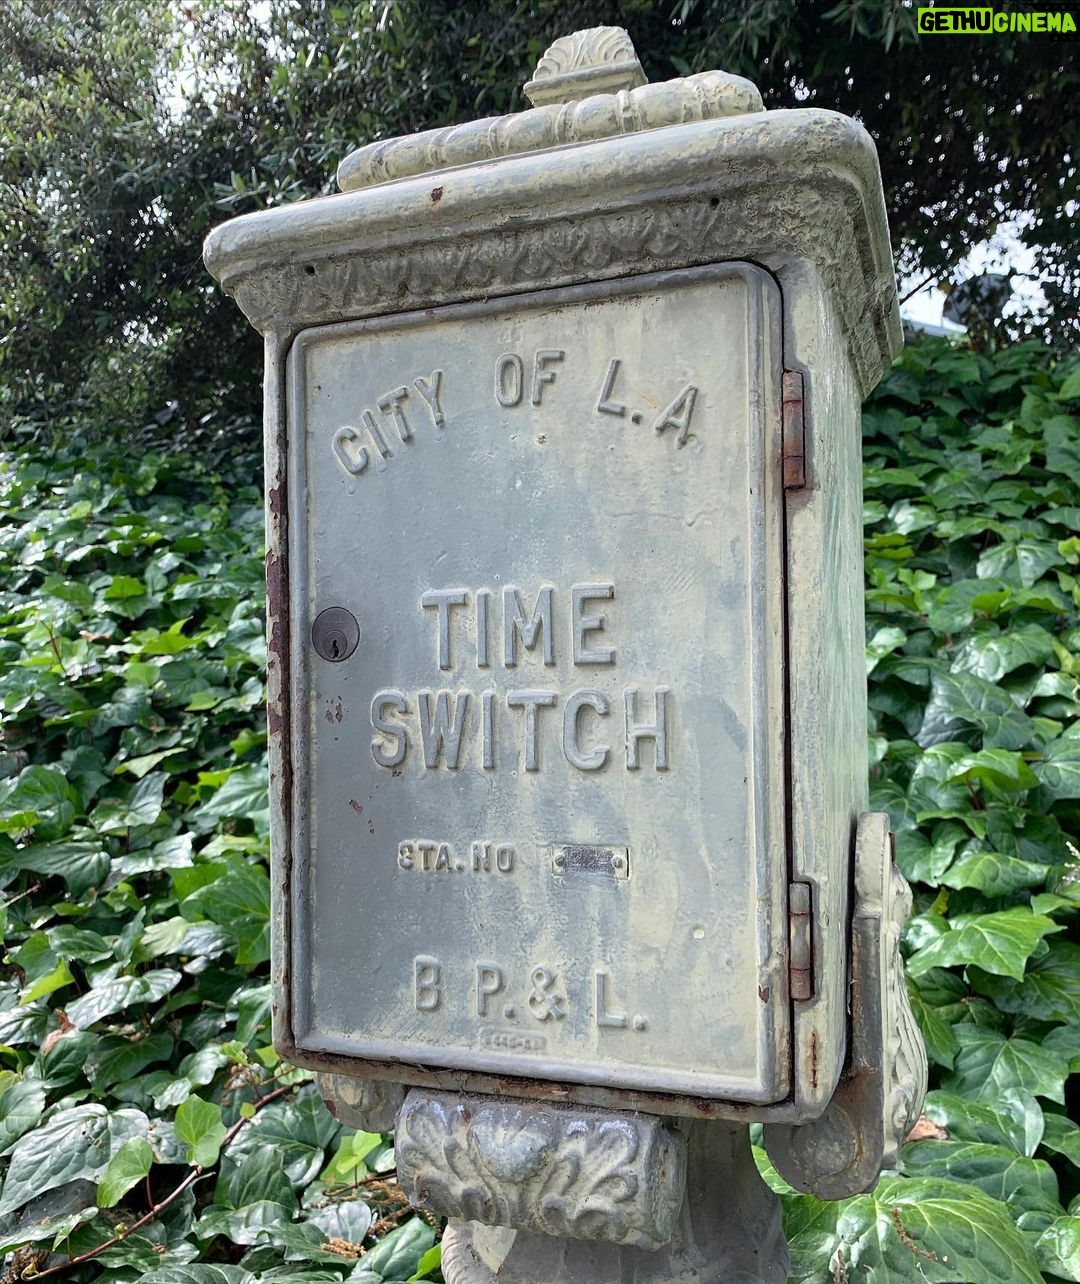 GETHUCINEMA
CITY OF L.A.
TIME
SWITCH
STA. NO
B P. & L.